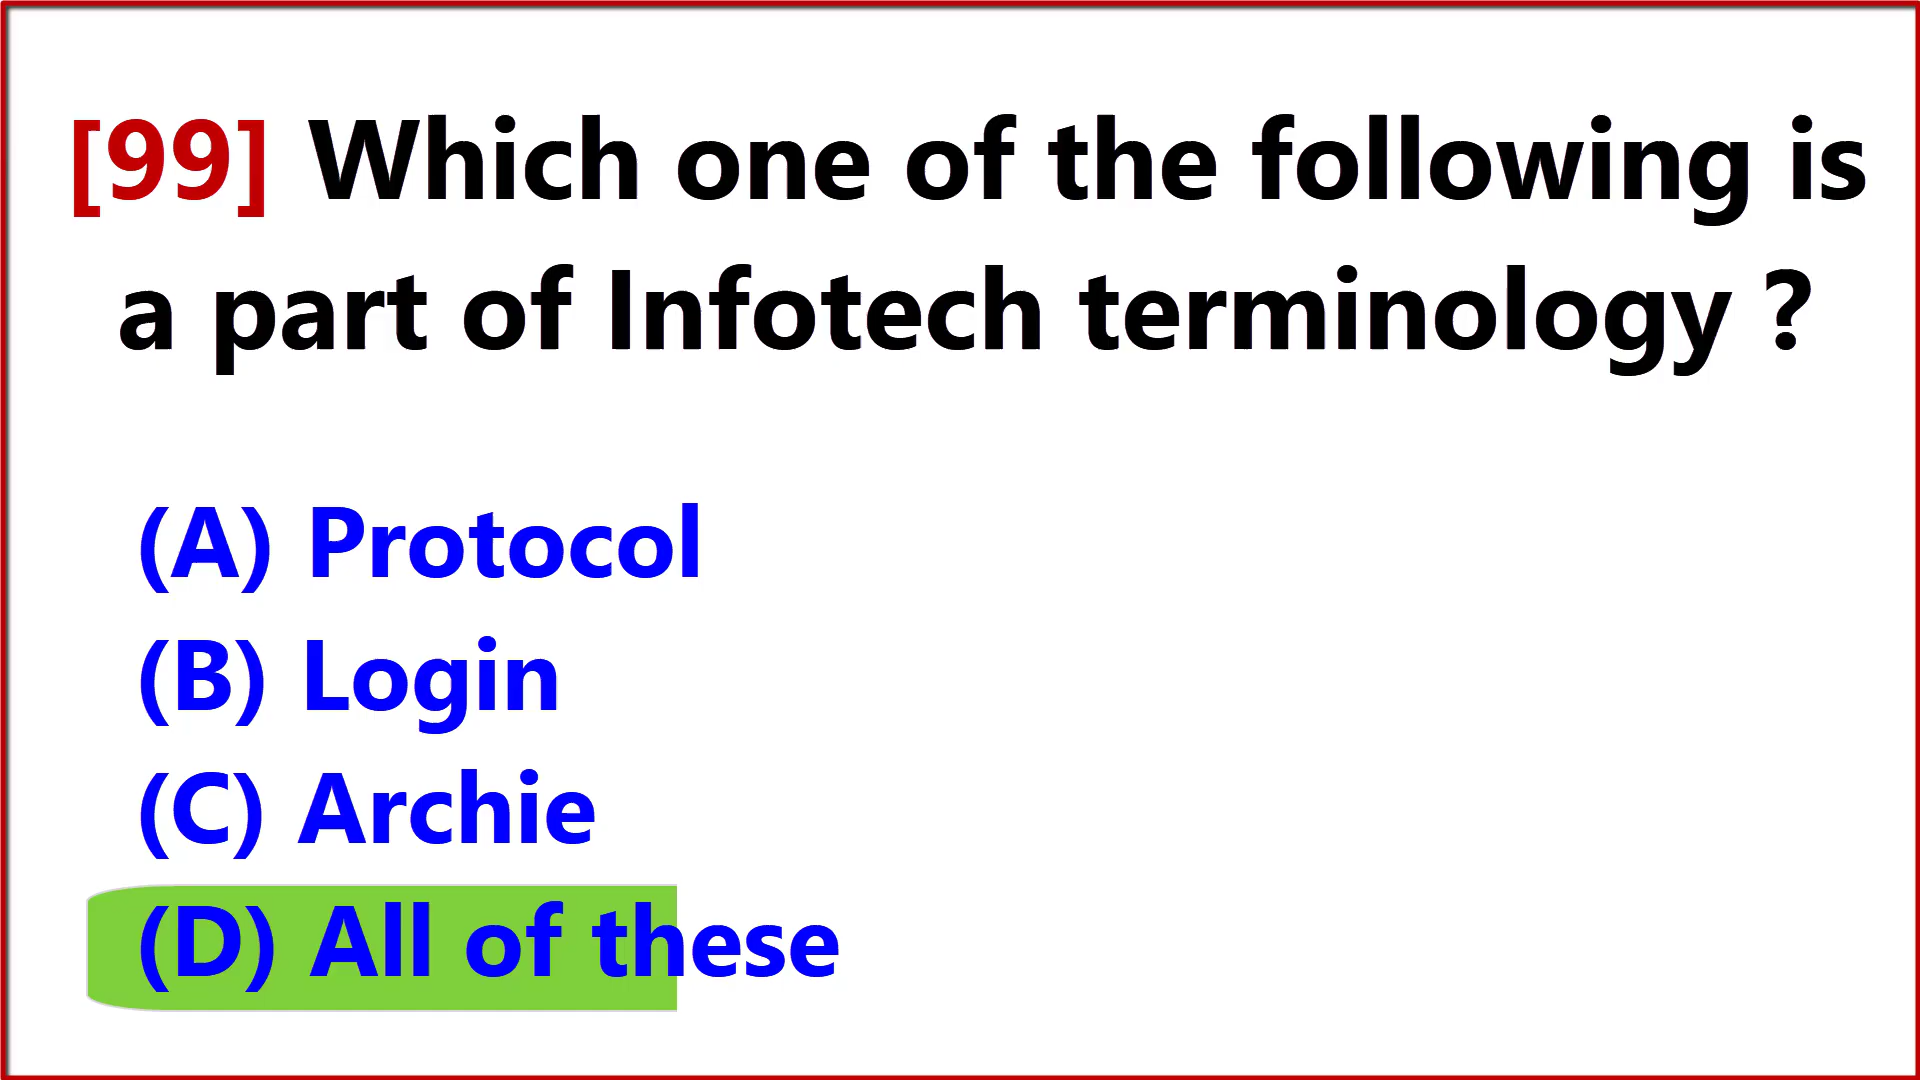 [99] Which one of the following is
a part of Infotech terminology ?
(A) Protocol
(B) Login
(C) Archie
(D) All of these